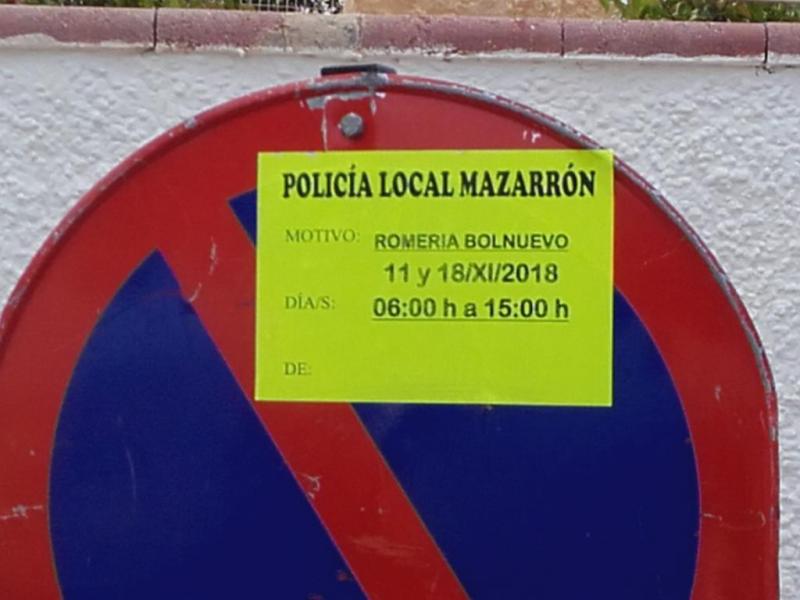 POLICÍA LOCAL MAZARRÓN
MOTIVO: ROMERIA BOLNUEVO
11 y 18/XI/2018
DÍA/S: 06:00 h a 15:00 h
DE: